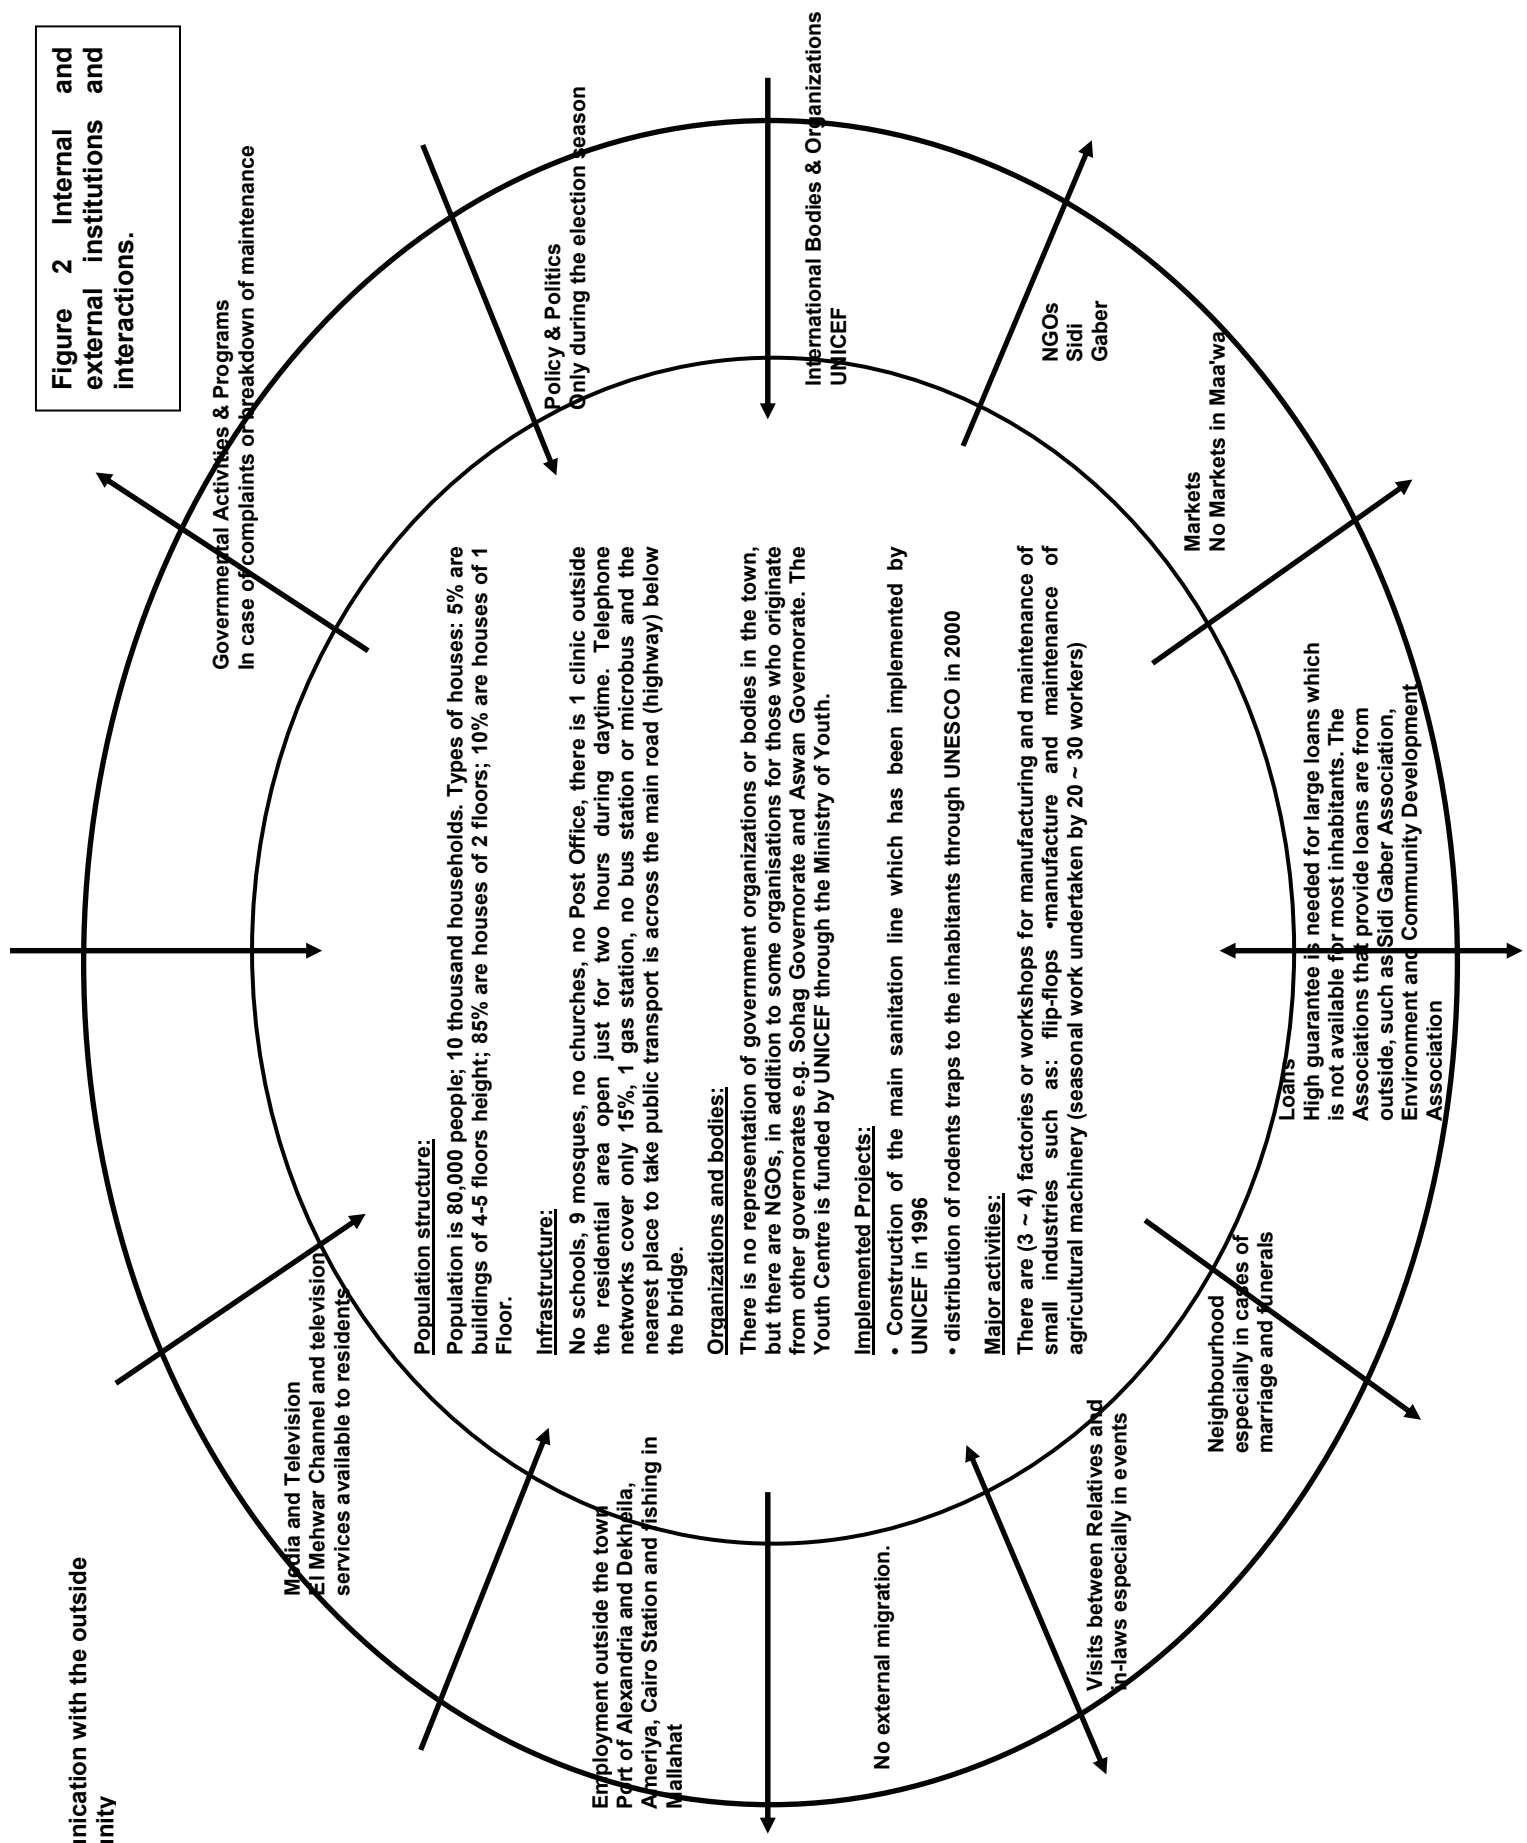 Figure 2 Internal and
external institutions and
interactions.
nication with the outside
unity
Governmental Activities & Programs
In case of complaints or breakdown of maintenance
Media and Television
El Mehwar Channel and television
services available to residents
Policy & Politics
Only during the election season
Employment outside the town
Port of Alexandria and Dekheila,
Ameriya, Cairo Station and fishing in
Mallahat
International Bodies & Organizations
UNICEF
No external migration.
NGOs
Sidi
Gaber
Visits between Relatives and
in-laws especially in events
Markets
No Markets in Maa'wa
Neighbourhood
especially in cases of
marriage and funerals
Loans
High guarantee is needed for large loans which
is not available for most inhabitants. The
Associations that provide loans are from
outside, such as Sidi Gaber Association,
Environment and Community Development
Association
Population structure:
Population is 80,000 people; 10 thousand households. Types of houses: 5% are
buildings of 4-5 floors height; 85% are houses of 2 floors; 10% are houses of 1
Floor.
Infrastructure:
No schools, 9 mosques, no churches, no Post Office, there is 1 clinic outside
the residential area open just for two hours during daytime. Telephone
networks cover only 15%, 1 gas station, no bus station or microbus and the
nearest place to take public transport is across the main road (highway) below
the bridge.
Organizations and bodies:
There is no representation of government organizations or bodies in the town,
but there are NGOs, in addition to some organisations for those who originate
from other governorates e.g. Sohag Governorate and Aswan Governorate. The
Youth Centre is funded by UNICEF through the Ministry of Youth.
Implemented Projects:
• Construction of the main sanitation line which has been implemented by
UNICEF in 1996
• distribution of rodents traps to the inhabitants through UNESCO in 2000
Major activities:
There are (3 ~ 4) factories or workshops for manufacturing and maintenance of
small industries such as: flip-flops •manufacture and maintenance of
agricultural machinery (seasonal work undertaken by 20 ~ 30 workers)